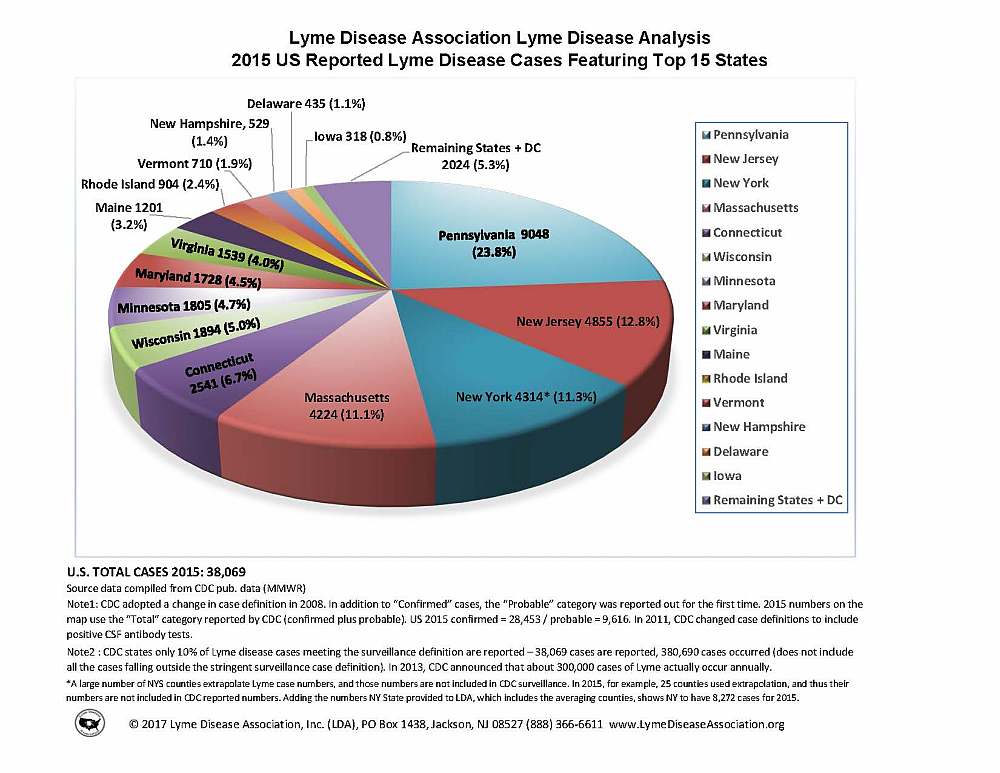 Lyme Disease Association Lyme Disease Analysis
2015 US Reported Lyme Disease Cases Featuring Top 15 States
Delaware 435 (1.1%)
New Hampshire, 529
(1.4%)
Iowa 318 (0.8%)
Remaining States + DC
2024 (5.3%)
Vermont 710 (1.9%)
Rhode Island 904 (2.4%)
Maine 1201
(3.2%)
Virginia 1539 (4.0%)
Maryland 1728 (4.5%)
Minnesota 1805 (4.7%)
Wisconsin 1894 (5.0%)
Connecticut
2541 (6.7%)
Massachusetts
4224 (11.1%)
New York 4314* (11.3%)
New Jersey 4855 (12.8%)
Pennsylvania 9048
(23.8%)
Pennsylvania
New Jersey
New York
Massachusetts
Connecticut
Wisconsin
Minnesota
Maryland
Virginia
Maine
Rhode Island
Vermont
New Hampshire
Delaware
Iowa
Remaining States + DC
U.S. TOTAL CASES 2015: 38,069
Source data compiled from CDC pub. data (MMWR)
Note1: CDC adopted a change in case definition in 2008. In addition to “Confirmed” cases, the “Probable” category was reported out for the first time. 2015 numbers on the
map use the “Total” category reported by CDC (confirmed plus probable). US 2015 confirmed = 28,453 / probable = 9,616. In 2011, CDC changed case definitions to include
positive CSF antibody tests.
Note2 : CDC states only 10% of Lyme disease cases meeting the surveillance definition are reported – 38,069 cases are reported, 380,690 cases occurred (does not include
all the cases falling outside the stringent surveillance case definition). In 2013, CDC announced that about 300,000 cases of Lyme actually occur annually.
*A large number of NYS counties extrapolate Lyme case numbers, and those numbers are not included in CDC surveillance. In 2015, for example, 25 counties used extrapolation, and thus their
numbers are not included in CDC reported numbers. Adding the numbers NY State provided to LDA, which includes the averaging counties, shows NY to have 8,272 cases for 2015.
© 2017 Lyme Disease Association, Inc. (LDA), PO Box 1438, Jackson, NJ 08527 (888) 366-6611 www.LymeDiseaseAssociation.org